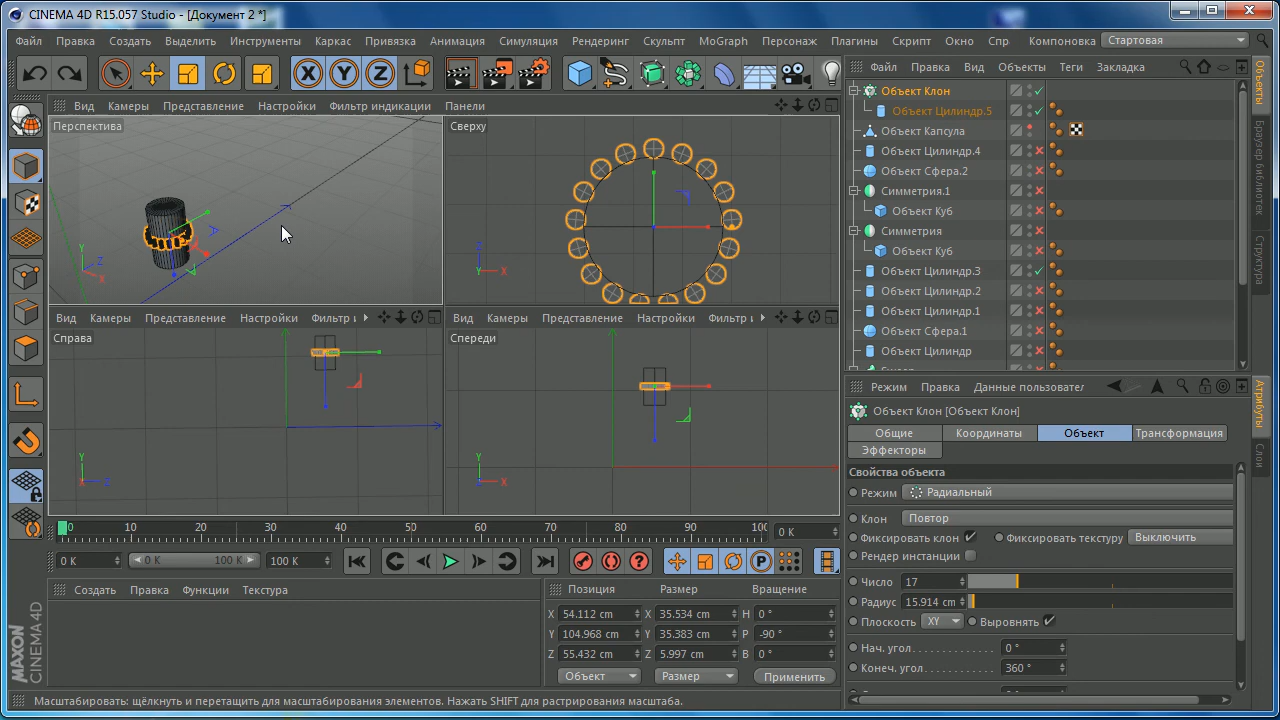 CINEMA 4D R15.057 Studio - [Документ 2 *]
Файл Правка Создать Выделить Инструменты Каркас Привязка Анимация Симуляция Рендеринг Скульпт MoGraph Персонаж Плагины Скрипт Окно Спр Компоновка Стартовая
X Y Z
Файл Правка Вид Объекты Теги Закладка
Вид Камеры Представление Настройки Фильтр индикации Панели
Перспектива
Сверху
Y Z X
Z Y X
Вид Камеры Представление Настройки Фильтр и
Вид Камеры Представление Настройки Фильтр и
Справа
Спереди
Y X Z
Y Z X
Объект Клон
Объект Цилиндр.5
Объект Капсула
Объект Цилиндр.4
Объект Сфера.2
Симметрия.1
Объект Куб
Симметрия
Объект Куб
Объект Цилиндр.3
Объект Цилиндр.2
Объект Цилиндр.1
Объект Сфера.1
Объект Цилиндр
Объекты
Браузер библиотек
Структура
Режим Правка Данные пользовател
Объект Клон [Объект Клон]
Общие Координаты Объект Трансформация
Эффекторы
Свойства объекта
Режим Радиальный
Клон Повтор
Фиксировать клон Фиксировать текстуру Выключить
Рендер инстанции
Число 17
Радиус 15.914 cm
Плоскость XY Выровнять
Нач. угол 0 °
Конеч. угол 360 °
Атрибуты
Слои
0 10 20 30 40 50 60 70 80 90 100 0 K
0 K 0 K 100 K 100 K
Создать Правка Функции Текстура
Позиция Размер Вращение
X 54.112 cm X 35.534 cm H 0 °
Y 104.968 cm Y 35.383 cm P -90 °
Z 55.432 cm Z 5.997 cm B 0 °
Объект Размер Применить
MAXON
CINEMA 4D
Масштабировать: щёлкнуть и перетащить для масштабирования элементов. Нажать SHIFT для растрирования масштаба.